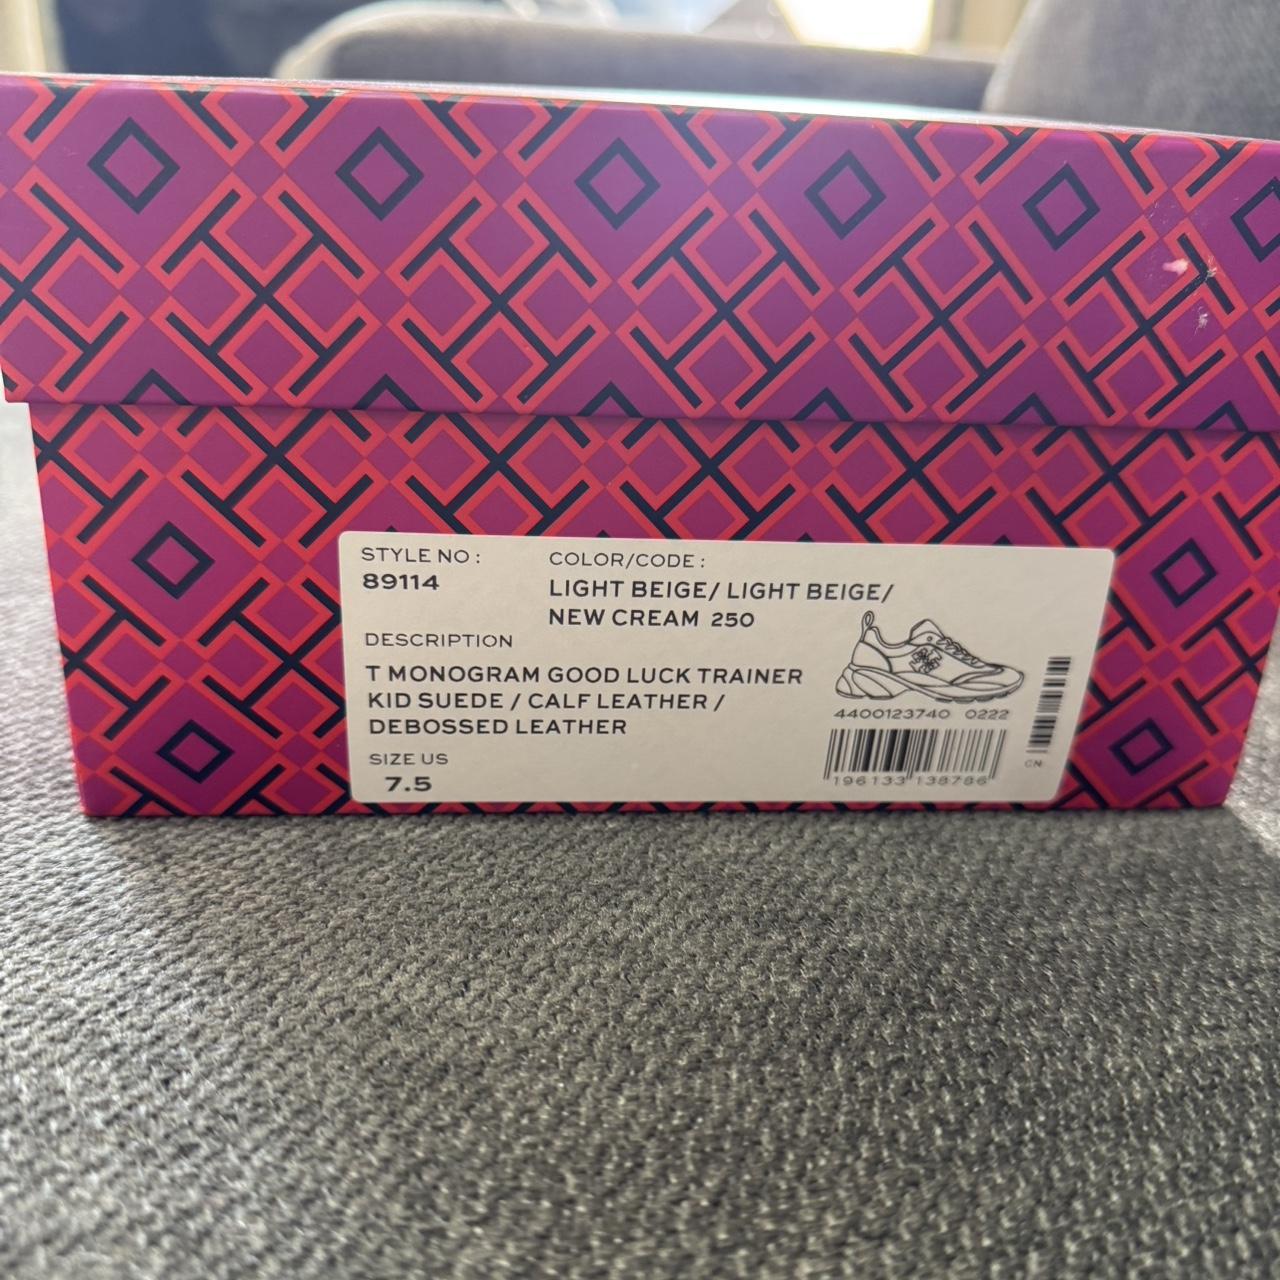 STYLE NO :
89114
COLOR/CODE :
LIGHT BEIGE/ LIGHT BEIGE/
NEW CREAM 250
DESCRIPTION
T MONOGRAM GOOD LUCK TRAINER
KID SUEDE / CALF LEATHER /
DEBOSSED LEATHER
SIZE US
7.5
4400123740 0222
196133 138786
CN